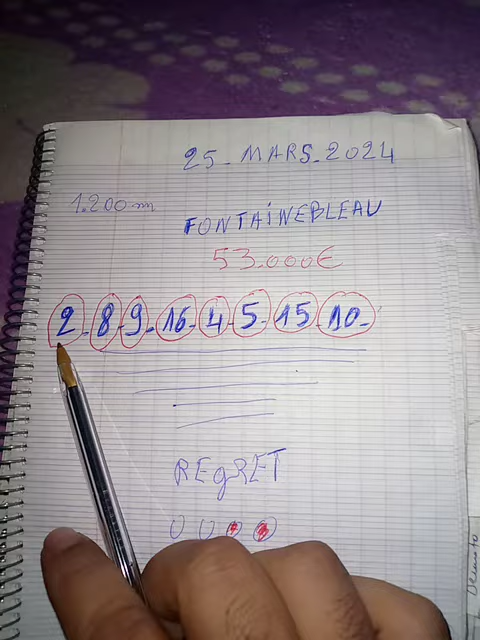 25 - MARS - 2024
1.200 m
FONTAINEBLEAU
53.000€
2 - 8 - 9 - 16 - 4 - 5 - 15 - 10 -
REGRET